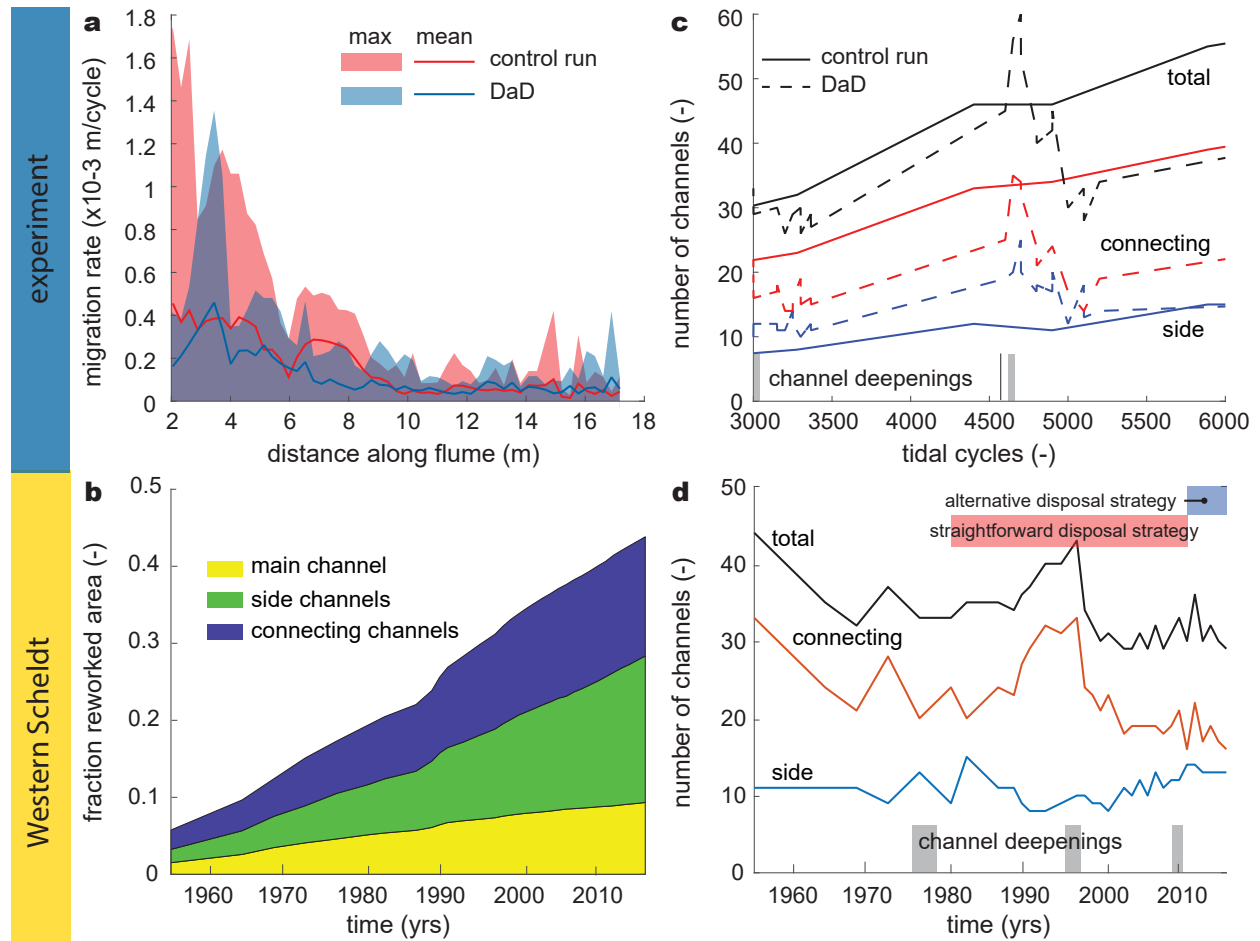 experiment
Western Scheldt
a
max mean
control run
DaD
1.8
1.6
1.4
1.2
1
0.8
0.6
0.4
0.2
0
migration rate (x10-3 m/cycle)
2 4 6 8 10 12 14 16 18
distance along flume (m)
c
control run
DaD
total
connecting
side
channel deepenings
60
50
40
30
20
10
0
number of channels (-)
3000 3500 4000 4500 5000 5500 6000
tidal cycles (-)
b
main channel
side channels
connecting channels
0.5
0.4
0.3
0.2
0.1
0
fraction reworked area (-)
1960 1970 1980 1990 2000 2010
time (yrs)
d
alternative disposal strategy
straightforward disposal strategy
total
connecting
side
channel deepenings
50
40
30
20
10
0
number of channels (-)
1960 1970 1980 1990 2000 2010
time (yrs)